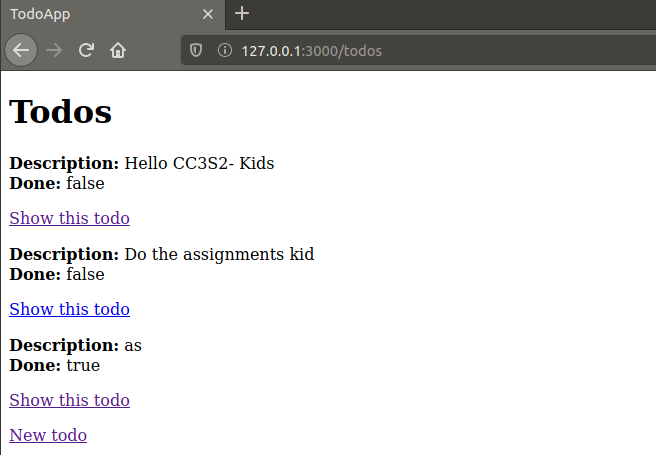 TodoApp
127.0.0.1:3000/todos
Todos
Description: Hello CC3S2- Kids
Done: false
Show this todo
Description: Do the assignments kid
Done: false
Show this todo
Description: as
Done: true
Show this todo
New todo